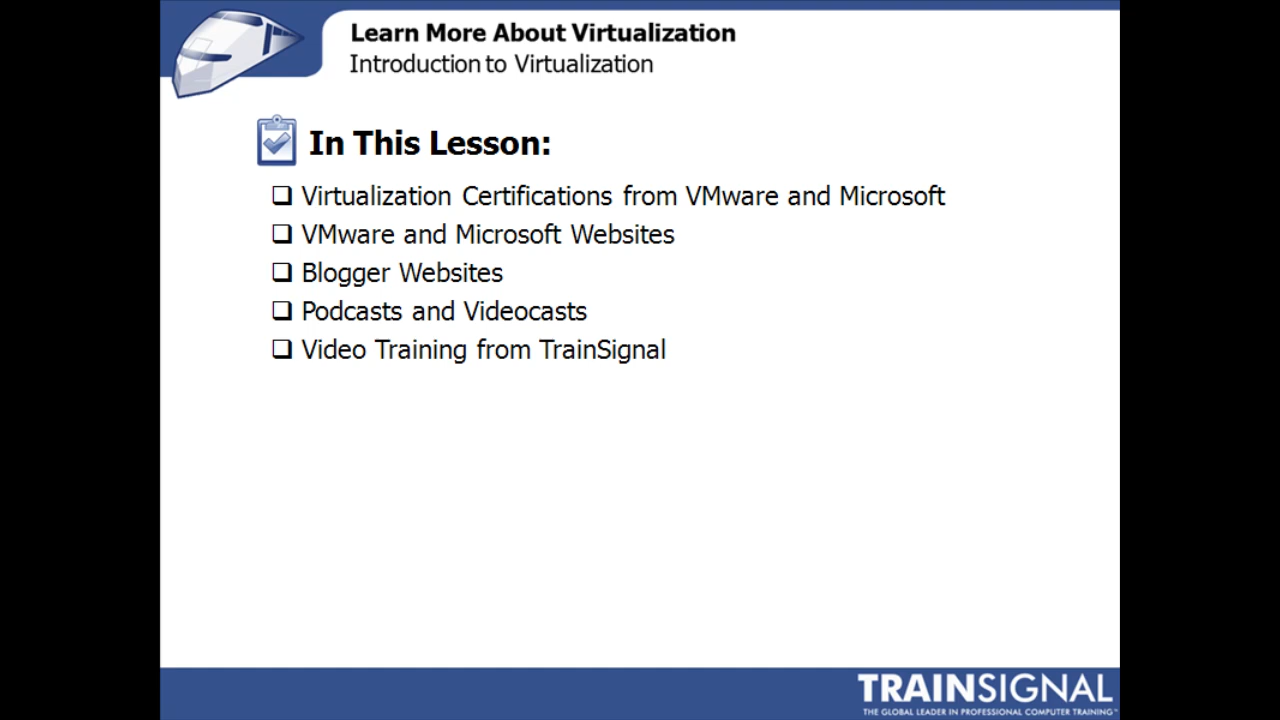 Learn More About Virtualization
Introduction to Virtualization
In This Lesson:
Virtualization Certifications from VMware and Microsoft
VMware and Microsoft Websites
Blogger Websites
Podcasts and Videocasts
Video Training from TrainSignal
TRAINSIGNAL
THE GLOBAL LEADER IN PROFESSIONAL COMPUTER TRAINING™